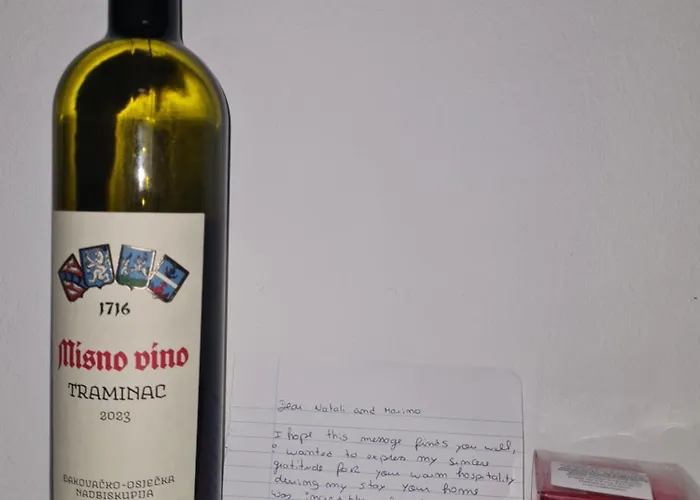 1716
Misno vino
TRAMINAC
2023
ĐAKOVAČKO-OSJEČKA
NADBISKUPIJA
Dear Natali and Marino
I hope this message finds you well,
i wanted to express my sincere
gratitude for your warm hospitality
during my stay. Your home
was